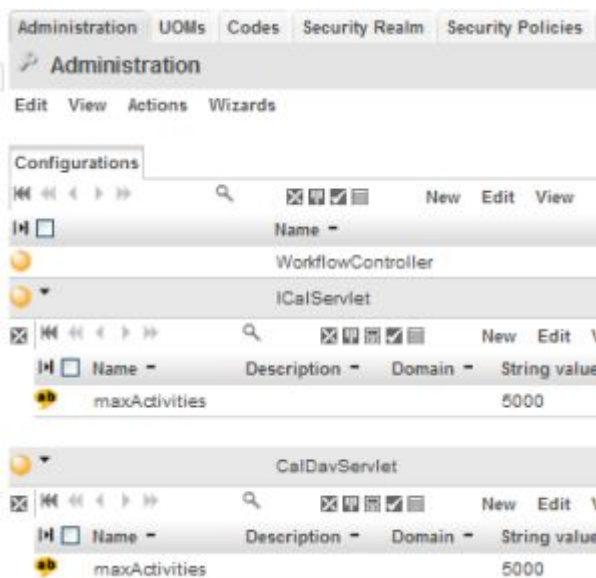 Administration UOMs Codes Security Realm Security Policies
Administration
Edit View Actions Wizards
Configurations
New Edit View
Name
WorkflowController
ICalServlet
New Edit
Name Description Domain String value
maxActivities 5000
CalDavServlet
New Edit
Name Description Domain String value
maxActivities 5000